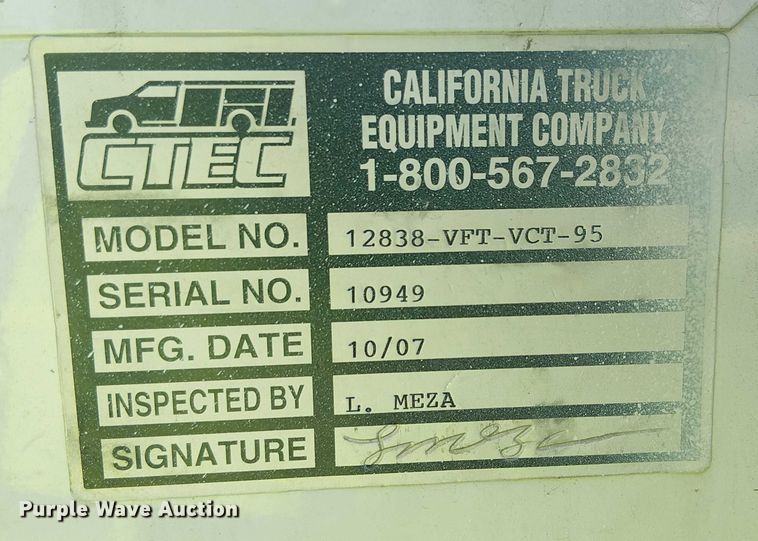 CTEC
CALIFORNIA TRUCK
EQUIPMENT COMPANY
1-800-567-2832
MODEL NO. 12838-VFT-VCT-95
SERIAL NO. 10949
MFG. DATE 10/07
INSPECTED BY L. MEZA
SIGNATURE L Meza
Purple Wave Auction